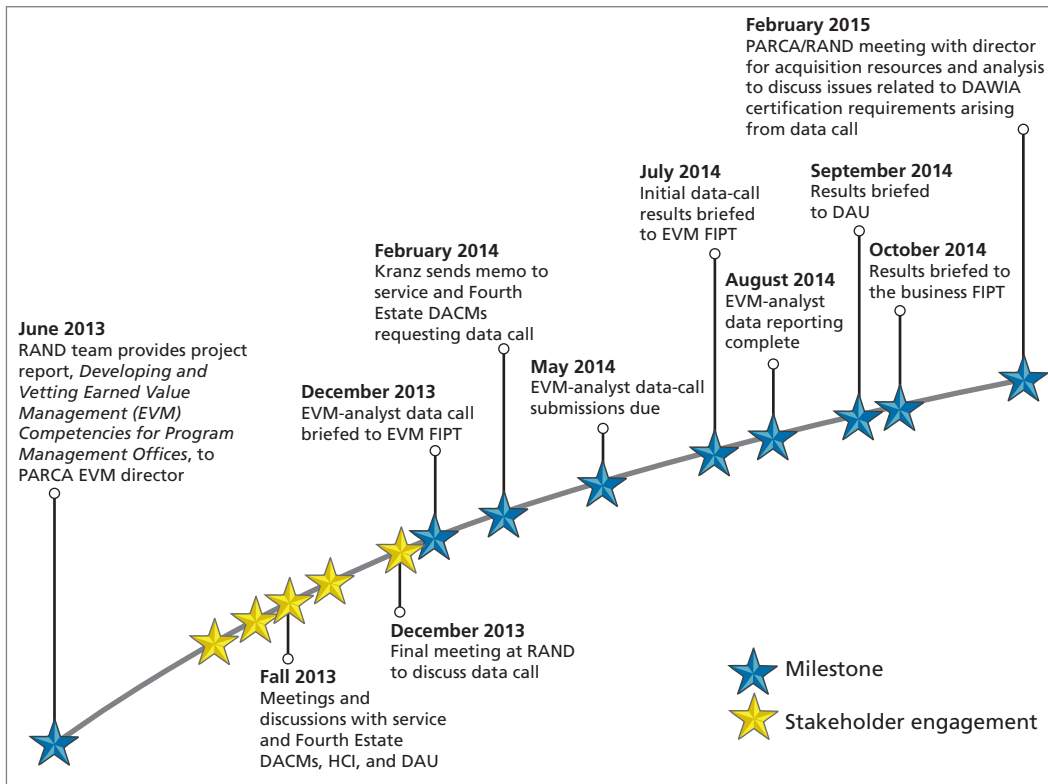 June 2013
RAND team provides project
report, Developing and
Vetting Earned Value
Management (EVM)
Competencies for Program
Management Offices, to
PARCA EVM director
Fall 2013
Meetings and
discussions with service
and Fourth Estate
DACMs, HCI, and DAU
December 2013
Final meeting at RAND
to discuss data call
December 2013
EVM-analyst data call
briefed to EVM FIPT
February 2014
Kranz sends memo to
service and Fourth
Estate DACMs
requesting data call
May 2014
EVM-analyst data-call
submissions due
July 2014
Initial data-call
results briefed
to EVM FIPT
August 2014
EVM-analyst
data reporting
complete
September 2014
Results briefed
to DAU
October 2014
Results briefed to
the business FIPT
February 2015
PARCA/RAND meeting with director
for acquisition resources and analysis
to discuss issues related to DAWIA
certification requirements arising
from data call
Milestone
Stakeholder engagement